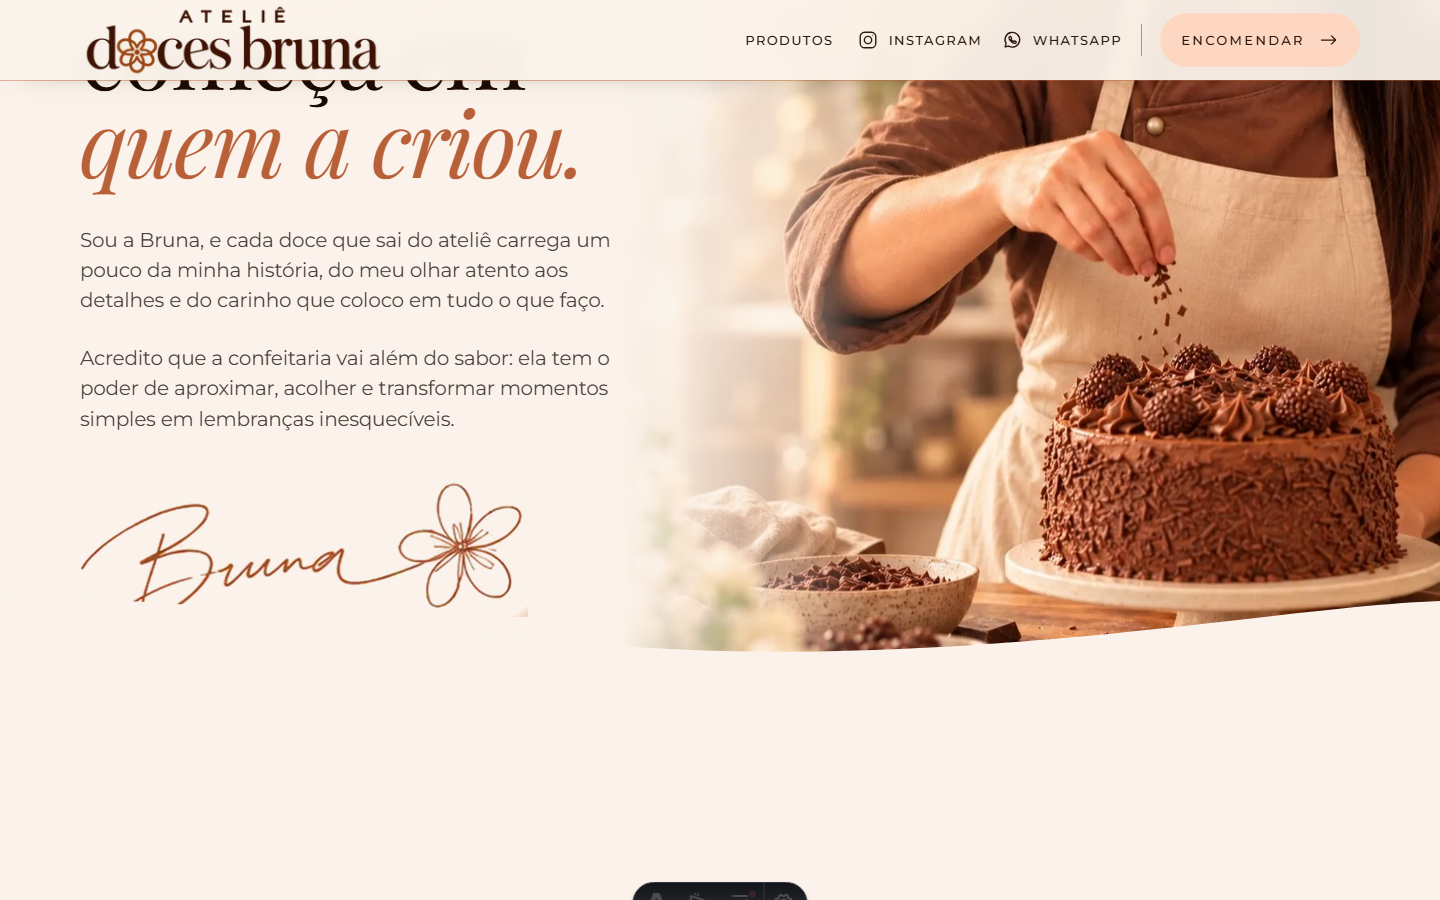 ATELIÊ
doces bruna
PRODUTOS
INSTAGRAM
WHATSAPP
ENCOMENDAR
começa em
quem a criou.
Sou a Bruna, e cada doce que sai do ateliê carrega um
pouco da minha história, do meu olhar atento aos
detalhes e do carinho que coloco em tudo o que faço.
Acredito que a confeitaria vai além do sabor: ela tem o
poder de aproximar, acolher e transformar momentos
simples em lembranças inesquecíveis.
Bruna